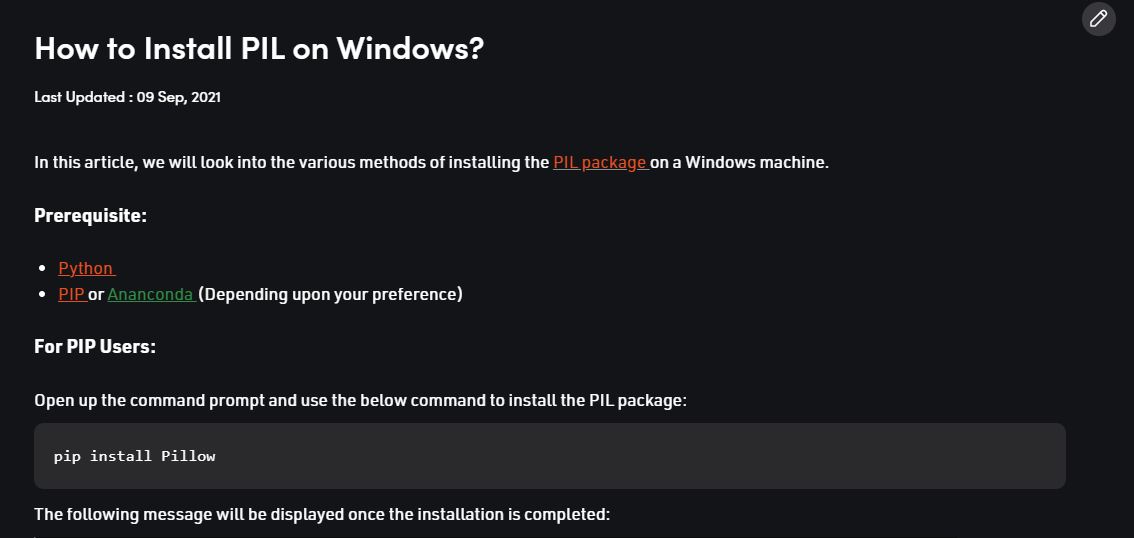 How to Install PIL on Windows?
Last Updated : 09 Sep, 2021
In this article, we will look into the various methods of installing the PIL package on a Windows machine.
Prerequisite:
Python
PIP or Ananconda (Depending upon your preference)
For PIP Users:
Open up the command prompt and use the below command to install the PIL package:
pip install Pillow
The following message will be displayed once the installation is completed: